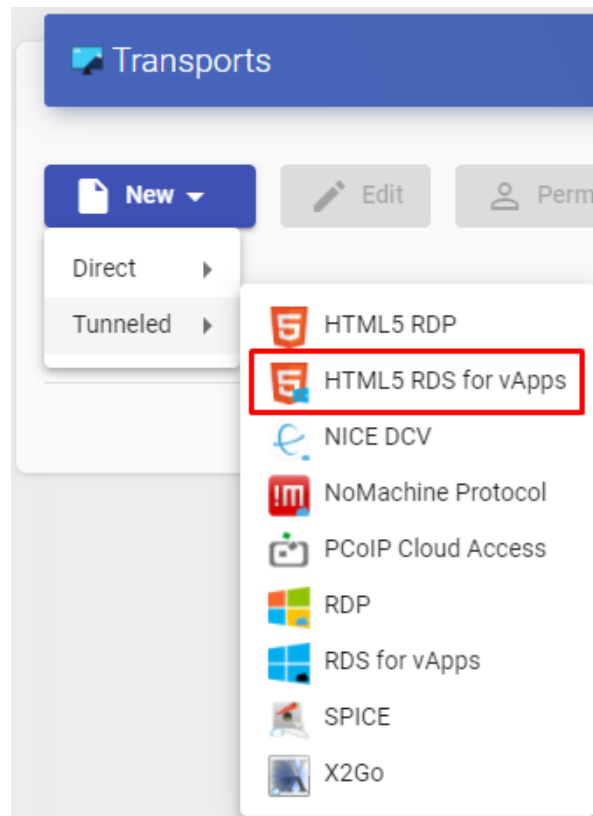 Transports
New
Edit
Perm
Direct
Tunneled
HTML5 RDP
HTML5 RDS for vApps
NICE DCV
NoMachine Protocol
PCoIP Cloud Access
RDP
RDS for vApps
SPICE
X2Go